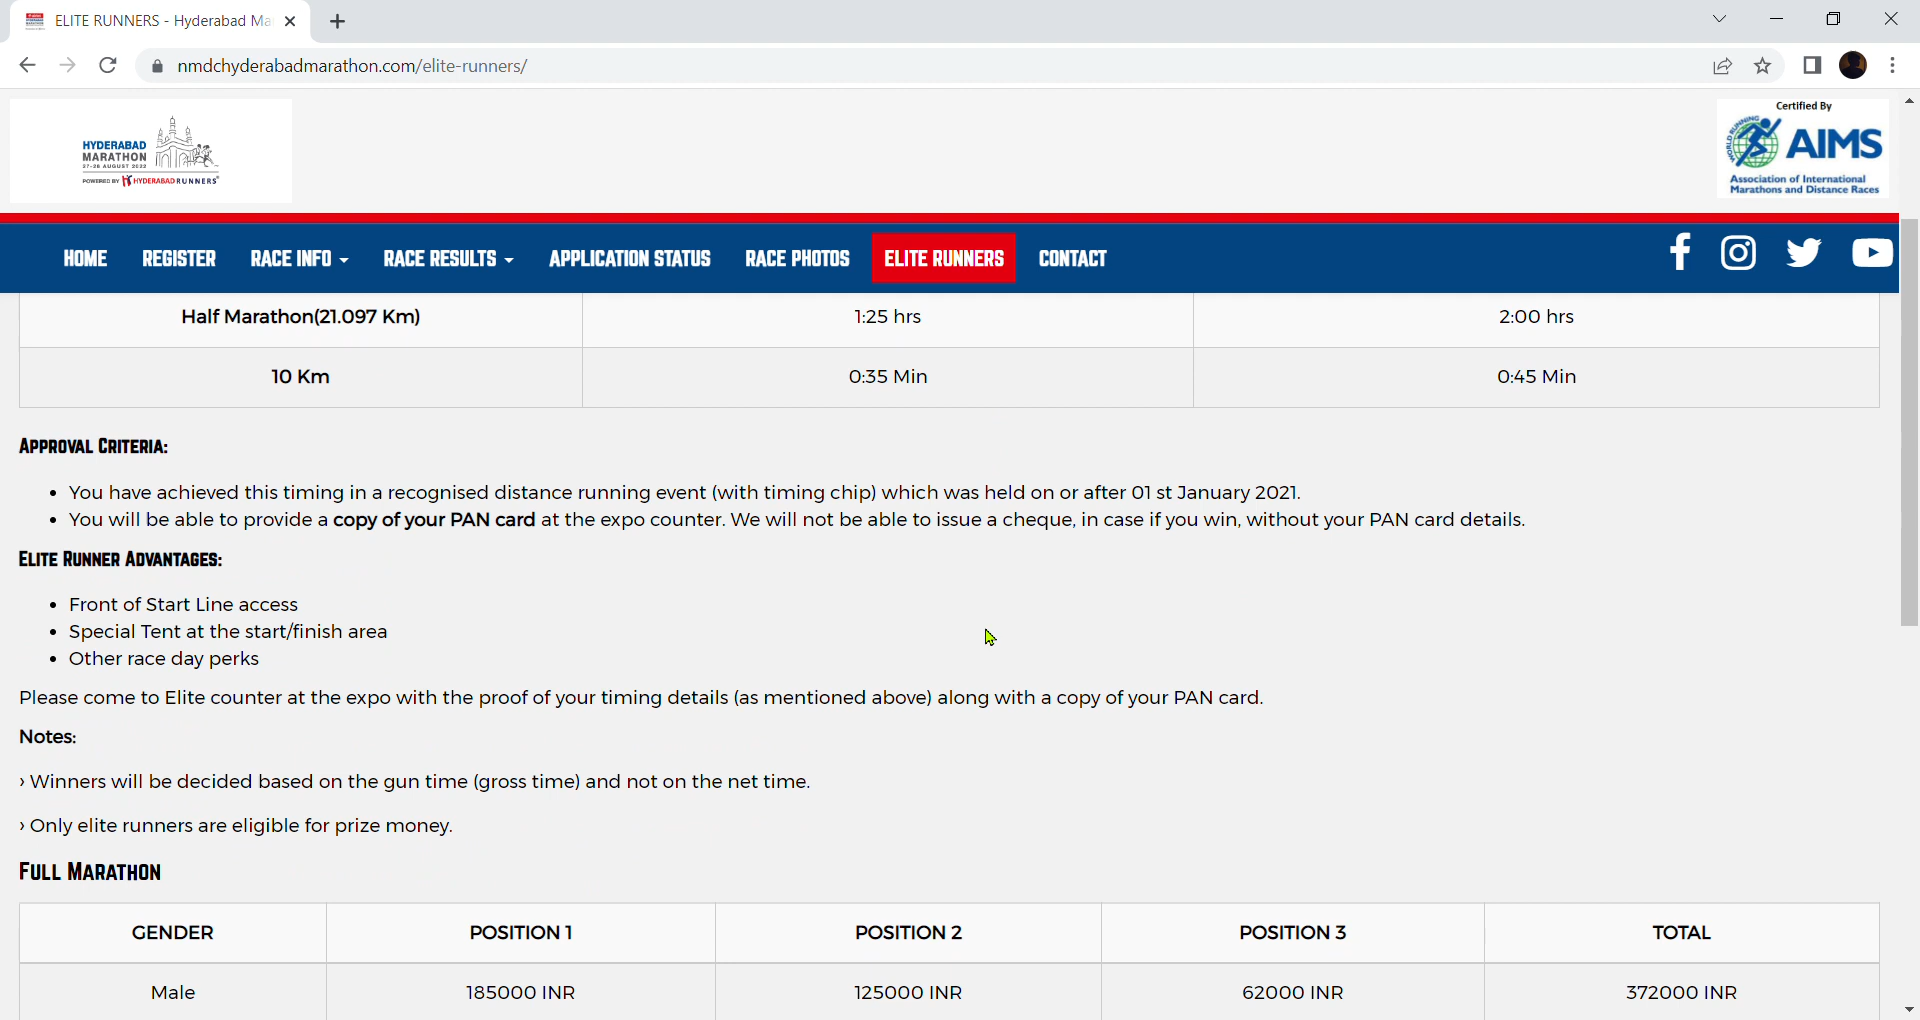 ELITE RUNNERS - Hyderabad Ma
nmdchyderabadmarathon.com/elite-runners/
HYDERABAD
MARATHON
27-28 AUGUST 2022
POWERED BY HYDERABAD RUNNERS
Certified By
WORLD RUNNING
AIMS
Association of International
Marathons and Distance Races
HOME REGISTER RACE INFO RACE RESULTS APPLICATION STATUS RACE PHOTOS ELITE RUNNERS CONTACT
Half Marathon(21.097 Km) 1:25 hrs 2:00 hrs
10 Km 0:35 Min 0:45 Min
APPROVAL CRITERIA:
• You have achieved this timing in a recognised distance running event (with timing chip) which was held on or after 01 st January 2021.
• You will be able to provide a copy of your PAN card at the expo counter. We will not be able to issue a cheque, in case if you win, without your PAN card details.
ELITE RUNNER ADVANTAGES:
• Front of Start Line access
• Special Tent at the start/finish area
• Other race day perks
Please come to Elite counter at the expo with the proof of your timing details (as mentioned above) along with a copy of your PAN card.
Notes:
› Winners will be decided based on the gun time (gross time) and not on the net time.
› Only elite runners are eligible for prize money.
FULL MARATHON
GENDER POSITION 1 POSITION 2 POSITION 3 TOTAL
Male 185000 INR 125000 INR 62000 INR 372000 INR